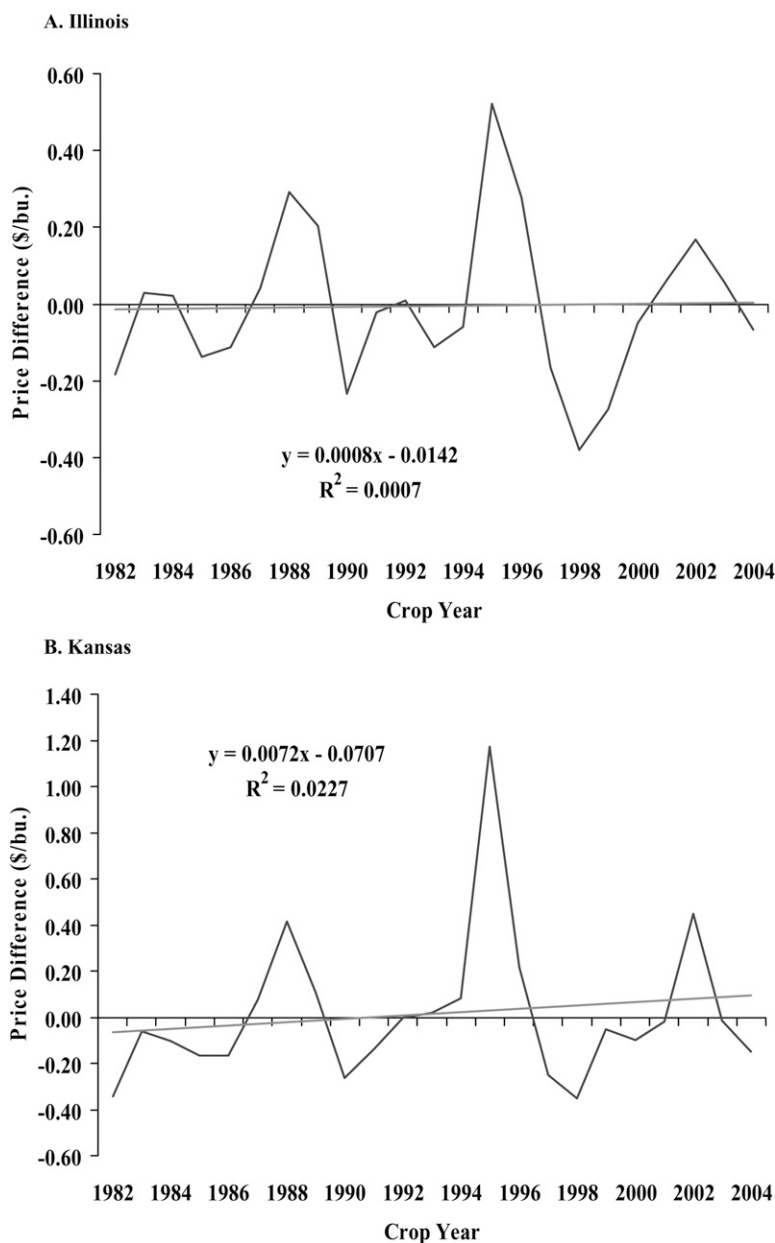 A. Illinois
0.60
0.40
0.20
0.00
-0.20
-0.40
-0.60
Price Difference ($/bu.)
y = 0.0008x - 0.0142
R² = 0.0007
1982 1984 1986 1988 1990 1992 1994 1996 1998 2000 2002 2004
Crop Year
B. Kansas
1.40
1.20
1.00
0.80
0.60
0.40
0.20
0.00
-0.20
-0.40
-0.60
Price Difference ($/bu.)
y = 0.0072x - 0.0707
R² = 0.0227
1982 1984 1986 1988 1990 1992 1994 1996 1998 2000 2002 2004
Crop Year